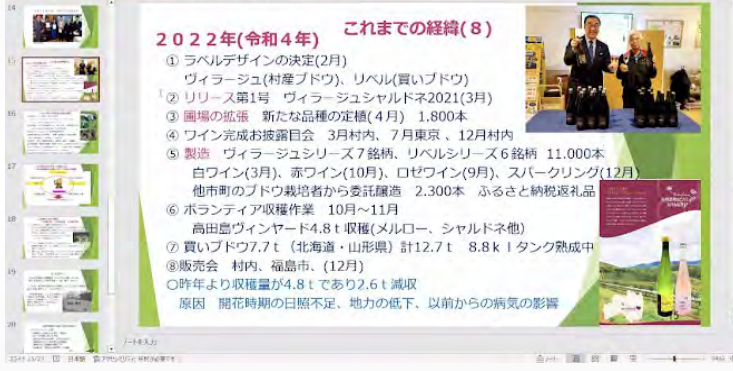 これまでの経緯(8)
2022年(令和4年)
① ラベルデザインの決定(2月)
ヴィラージュ(村産ブドウ)、リベル(買いブドウ)
② リリース第1号 ヴィラージュシャルドネ2021(3月)
③ 圃場の拡張 新たな品種の定植(4月) 1.800本
④ ワイン完成お披露目会 3月村内、7月東京、12月村内
⑤ 製造 ヴィラージュシリーズ7銘柄、リベルシリーズ6銘柄 11.000本
白ワイン(3月)、赤ワイン(10月)、ロゼワイン(9月)、スパークリング(12月)
他市町のブドウ栽培者から委託醸造 2.300本 ふるさと納税返礼品
⑥ ボランティア収穫作業 10月~11月
高田島ヴィンヤード4.8t収穫(メルロー、シャルドネ他)
⑦ 買いブドウ7.7t(北海道・山形県)計12.7t 8.8klタンク熟成中
⑧販売会 村内、福島市、(12月)
○昨年より収穫量が4.8tであり2.6t減収
原因 開花時期の日照不足、地力の低下、以前からの病気の影響
14
16
17
18
19
20
ノートを入力
日本語